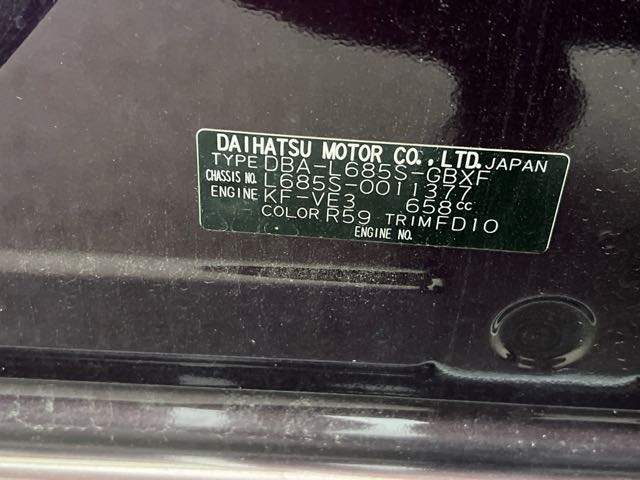 DAIHATSU MOTOR CO.,LTD. JAPAN
TYPE DBA-L685S-GBXF
CHASSIS NO. L685S-0011377
ENGINE KF-VE3 658cc
COLOR R59 TRIM FD10
ENGINE NO.